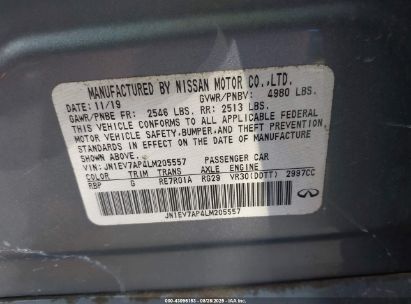 MANUFACTURED BY NISSAN MOTOR CO.,LTD.
DATE: 11/19 GVWR/PNBV: 4980 LBS.
GAWR/PNBE FR: 2546 LBS. RR: 2513 LBS.
THIS VEHICLE CONFORMS TO ALL APPLICABLE FEDERAL
MOTOR VEHICLE SAFETY, BUMPER, AND THEFT PREVENTION
STANDARDS IN EFFECT ON THE DATE OF MANUFACTURE
SHOWN ABOVE.
VIN: JN1EV7AP4LM205557 PASSENGER CAR
COLOR TRIM TRANS AXLE ENGINE
RBP G RE7R01A RG29 VR30(DDTT) 2997CC
JN1EV7AP4LM205557
INFINITI